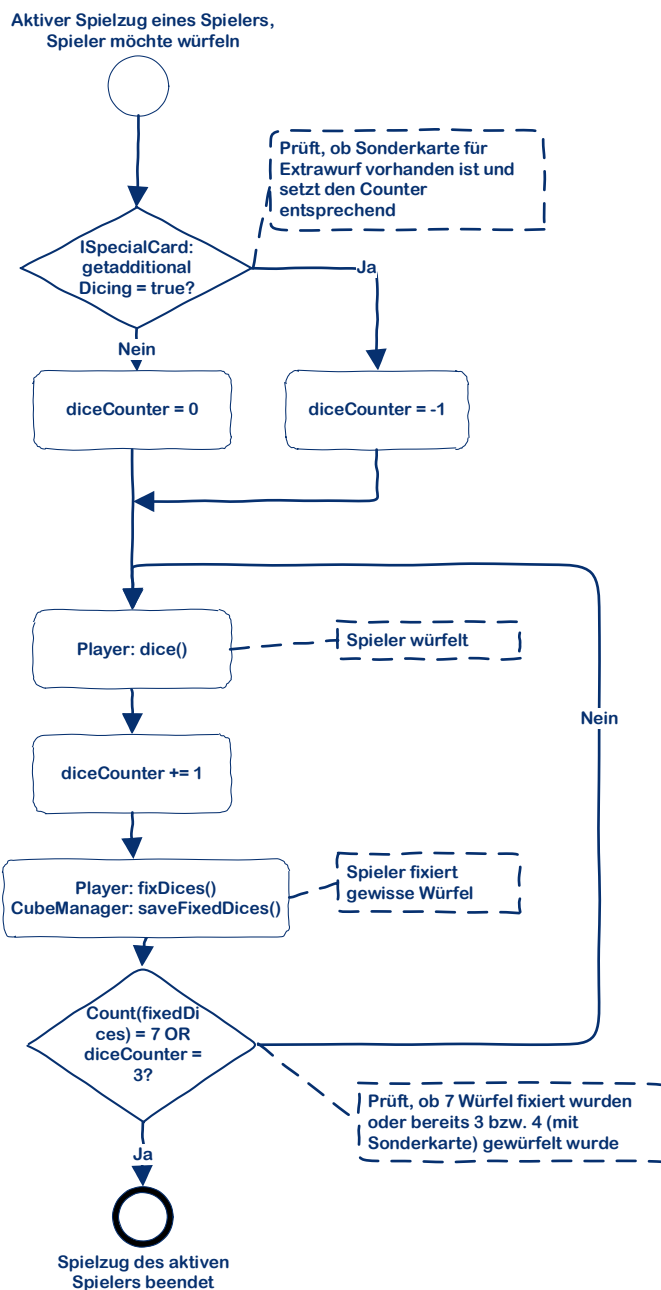 Aktiver Spielzug eines Spielers,
Spieler möchte würfeln
Prüft, ob Sonderkarte für
Extrawurf vorhanden ist und
setzt den Counter
entsprechend
ISpecialCard:
getadditional
Dicing = true?
Ja
Nein
diceCounter = 0
diceCounter = -1
Player: dice()
Spieler würfelt
Nein
diceCounter += 1
Player: fixDices()
CubeManager: saveFixedDices()
Spieler fixiert
gewisse Würfel
Count(fixedDi
ces) = 7 OR
diceCounter =
3?
Prüft, ob 7 Würfel fixiert wurden
oder bereits 3 bzw. 4 (mit
Sonderkarte) gewürfelt wurde
Ja
Spielzug des aktiven
Spielers beendet